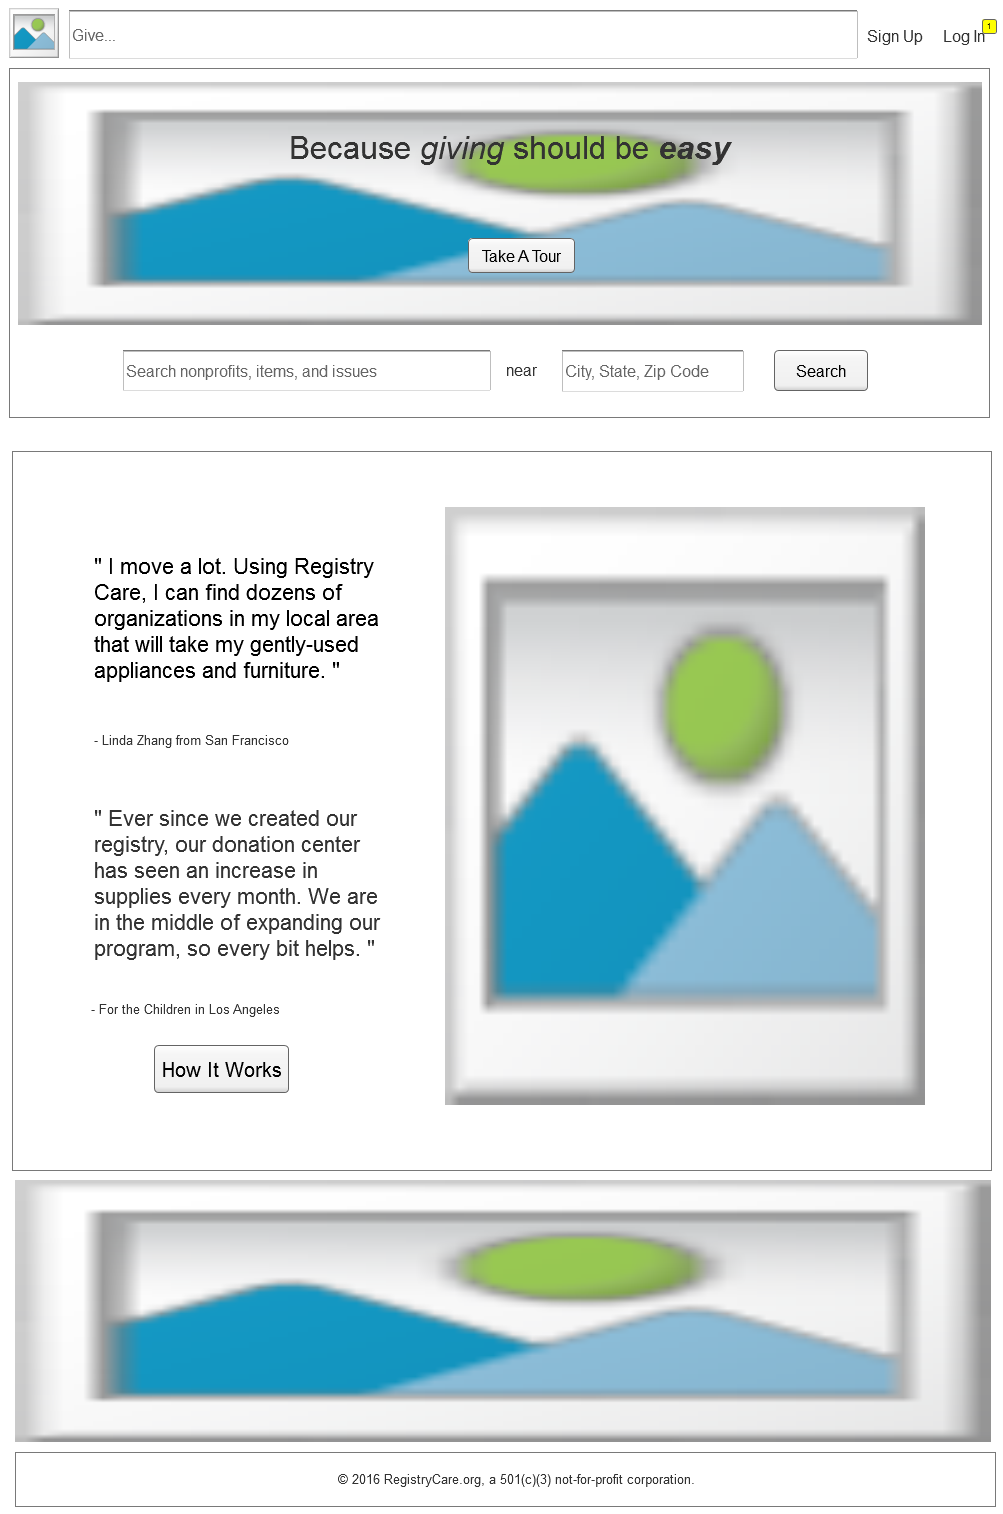 Give...
Sign Up
Log In
1
Because giving should be easy
Take A Tour
Search nonprofits, items, and issues
near
City, State, Zip Code
Search
" I move a lot. Using Registry
Care, I can find dozens of
organizations in my local area
that will take my gently-used
appliances and furniture. "
- Linda Zhang from San Francisco
" Ever since we created our
registry, our donation center
has seen an increase in
supplies every month. We are
in the middle of expanding our
program, so every bit helps. "
- For the Children in Los Angeles
How It Works
© 2016 RegistryCare.org, a 501(c)(3) not-for-profit corporation.